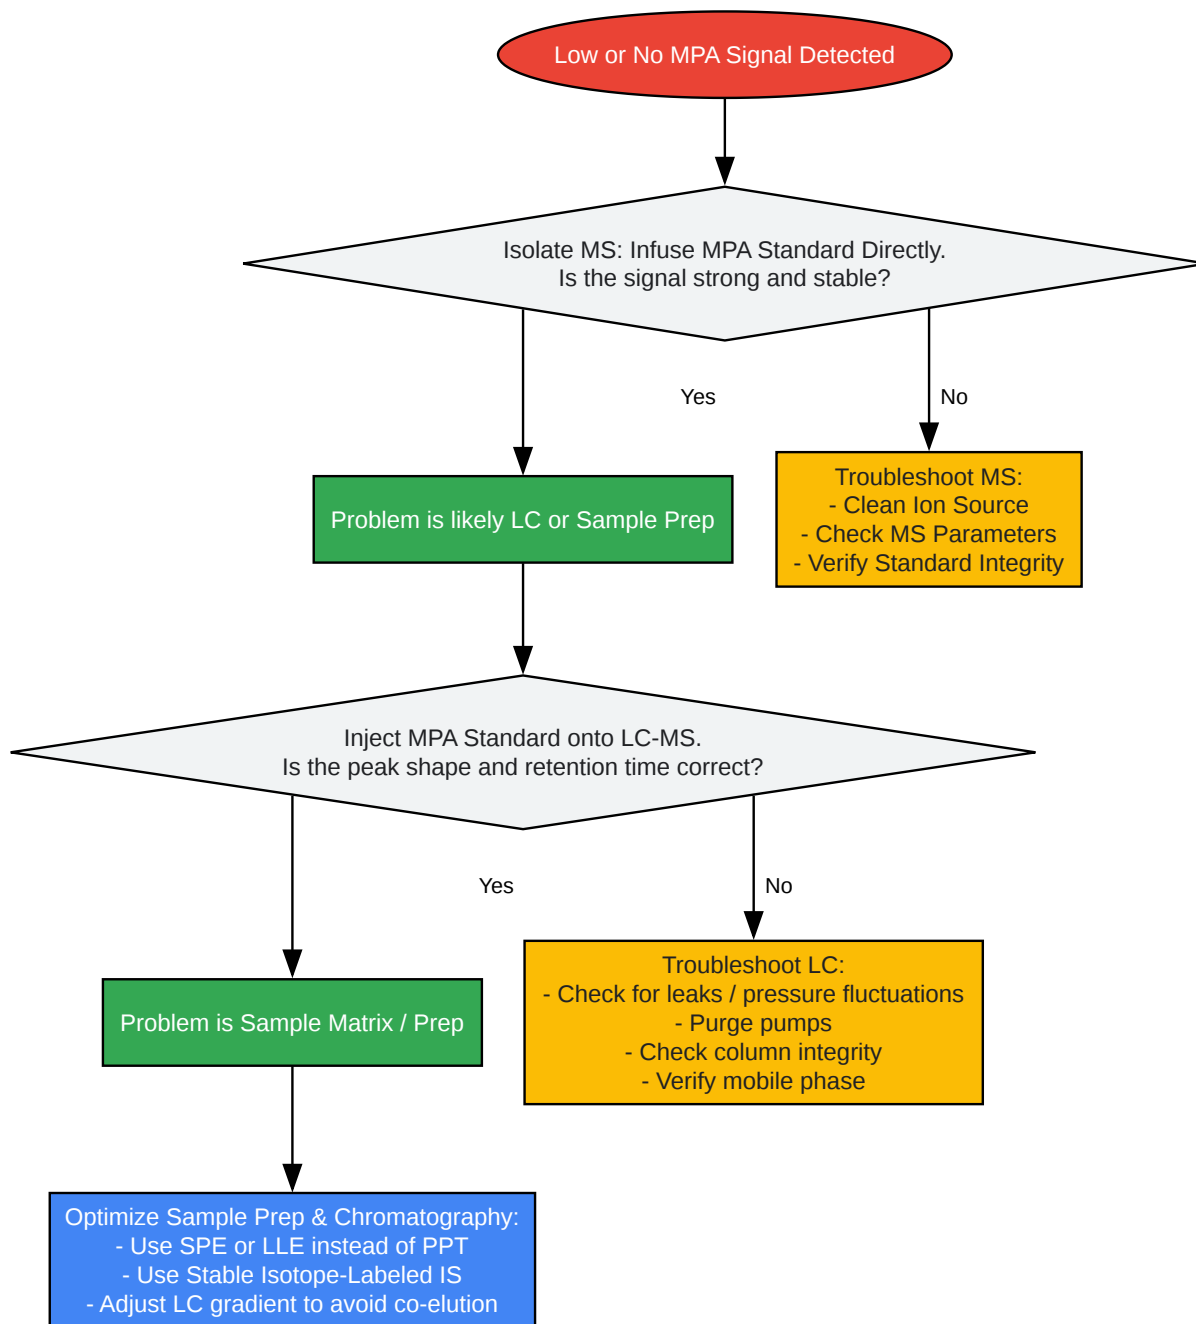 Low or No MPA Signal Detected
Isolate MS: Infuse MPA Standard Directly.
Is the signal strong and stable?
Yes
No
Problem is likely LC or Sample Prep
Troubleshoot MS:
- Clean Ion Source
- Check MS Parameters
- Verify Standard Integrity
Inject MPA Standard onto LC-MS.
Is the peak shape and retention time correct?
Yes
No
Problem is Sample Matrix / Prep
Troubleshoot LC:
- Check for leaks / pressure fluctuations
- Purge pumps
- Check column integrity
- Verify mobile phase
Optimize Sample Prep & Chromatography:
- Use SPE or LLE instead of PPT
- Use Stable Isotope-Labeled IS
- Adjust LC gradient to avoid co-elution